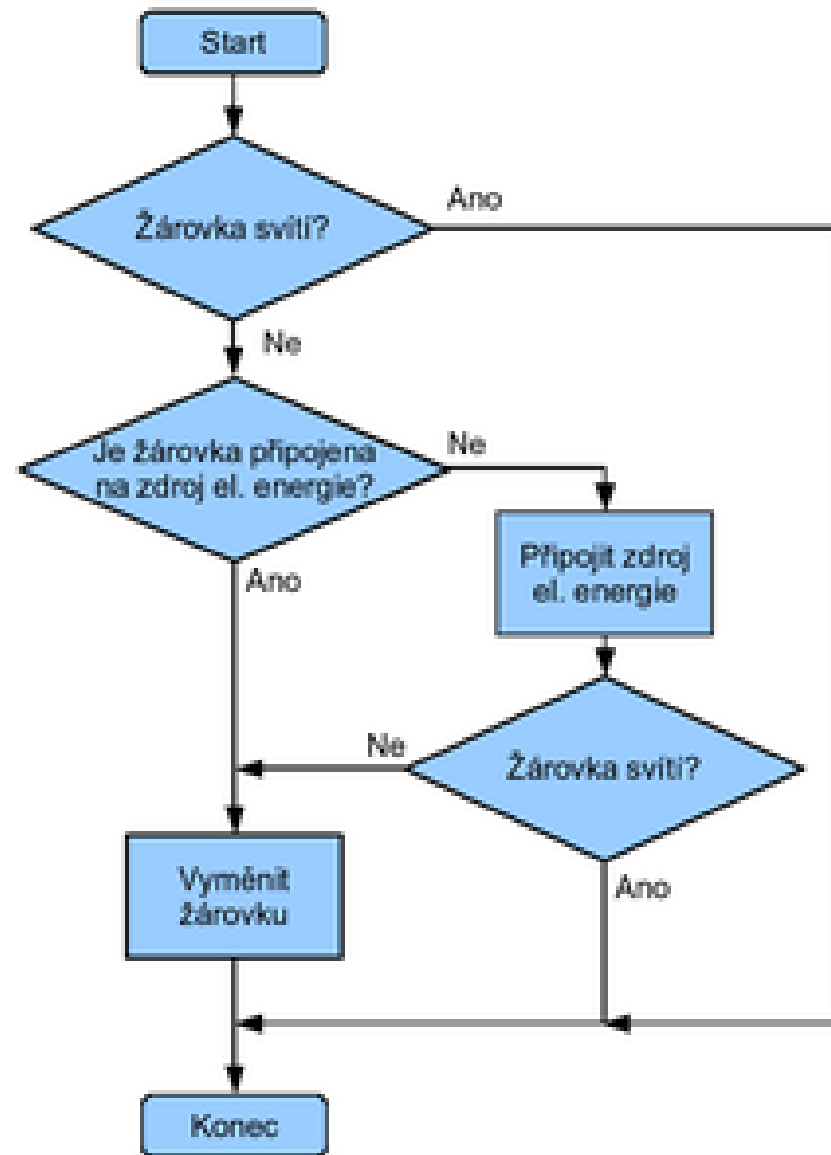 Start
Žárovka svítí?
Ano
Ne
Je žárovka připojena
na zdroj el. energie?
Ne
Připojit zdroj
el. energie
Ano
Ne
Žárovka svítí?
Vyměnit
žárovku
Ano
Konec